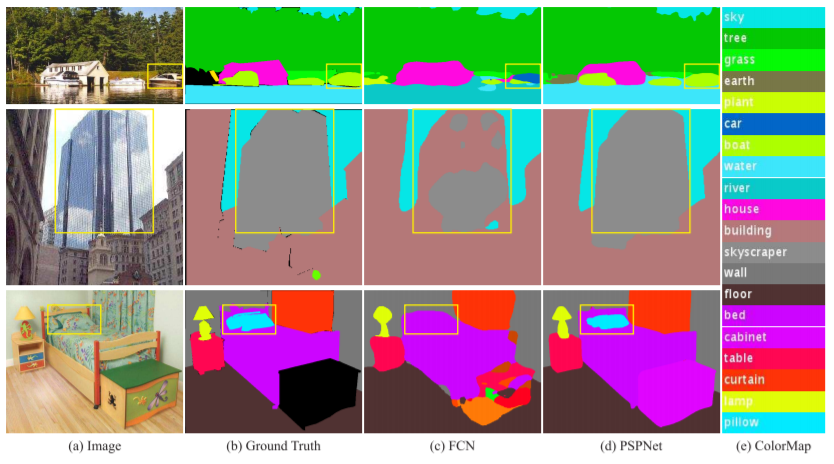 sky
tree
grass
earth
plant
car
boat
water
river
house
building
skyscraper
wall
floor
bed
cabinet
table
curtain
lamp
pillow
(a) Image (b) Ground Truth (c) FCN (d) PSPNet (e) ColorMap